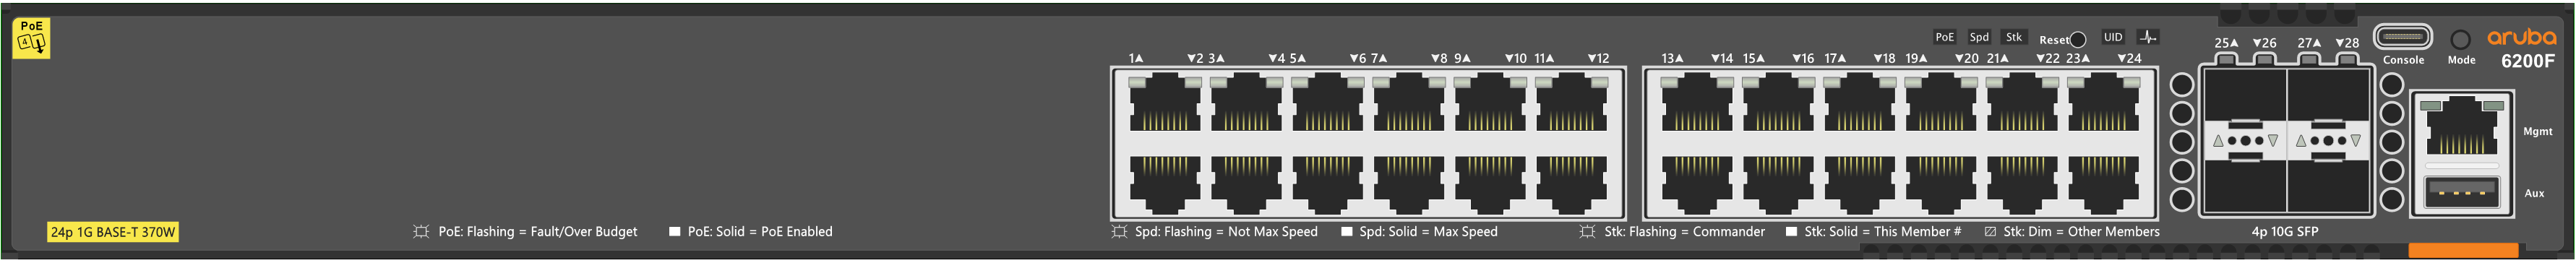 PoE
4
PoE Spd Stk Reset UID
aruba
6200F
Console Mode
1▲ ▼2 3▲ ▼4 5▲ ▼6 7▲ ▼8 9▲ ▼10 11▲ ▼12
13▲ ▼14 15▲ ▼16 17▲ ▼18 19▲ ▼20 21▲ ▼22 23▲ ▼24
25▲ ▼26 27▲ ▼28
Mgmt
Aux
24p 1G BASE-T 370W
PoE: Flashing = Fault/Over Budget PoE: Solid = PoE Enabled
Spd: Flashing = Not Max Speed Spd: Solid = Max Speed
Stk: Flashing = Commander Stk: Solid = This Member # Stk: Dim = Other Members
4p 10G SFP